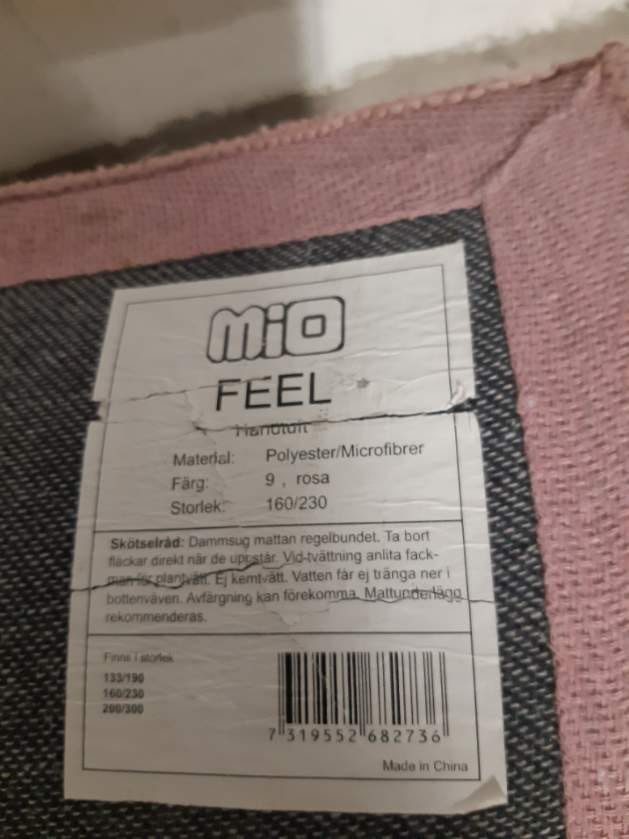 MIO
FEEL
Handtuft
Material: Polyester/Microfibrer
Färg: 9 , rosa
Storlek: 160/230
Skötselråd: Dammsug mattan regelbundet. Ta bort
fläckar direkt när de uppstår. Vid tvättning anlita fack-
man för plantvätt. Ej kemtvätt. Vatten får ej tränga ner i
bottenväven. Avfärgning kan förekomma. Mattunderlägg
rekommenderas.
Finns i storlek
133/190
160/230
200/300
7 319552 682736
Made in China